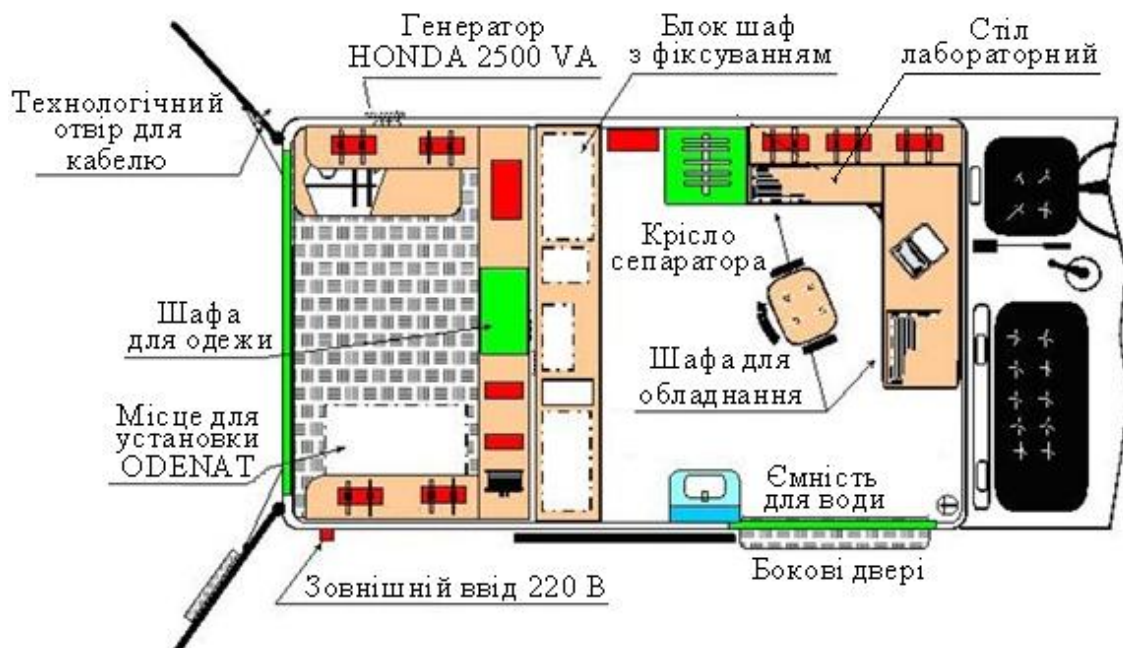 Генератор
HONDA 2500 VA
Блок шаф
з фіксуванням
Стіл
лабораторний
Технологічний
отвір для
кабелю
Крісло
сепаратора
Шафа
для одежи
Шафа для
обладнання
Місце для
установки
ODENAT
Ємність
для води
Зовнішній ввід 220 В
Бокові двері